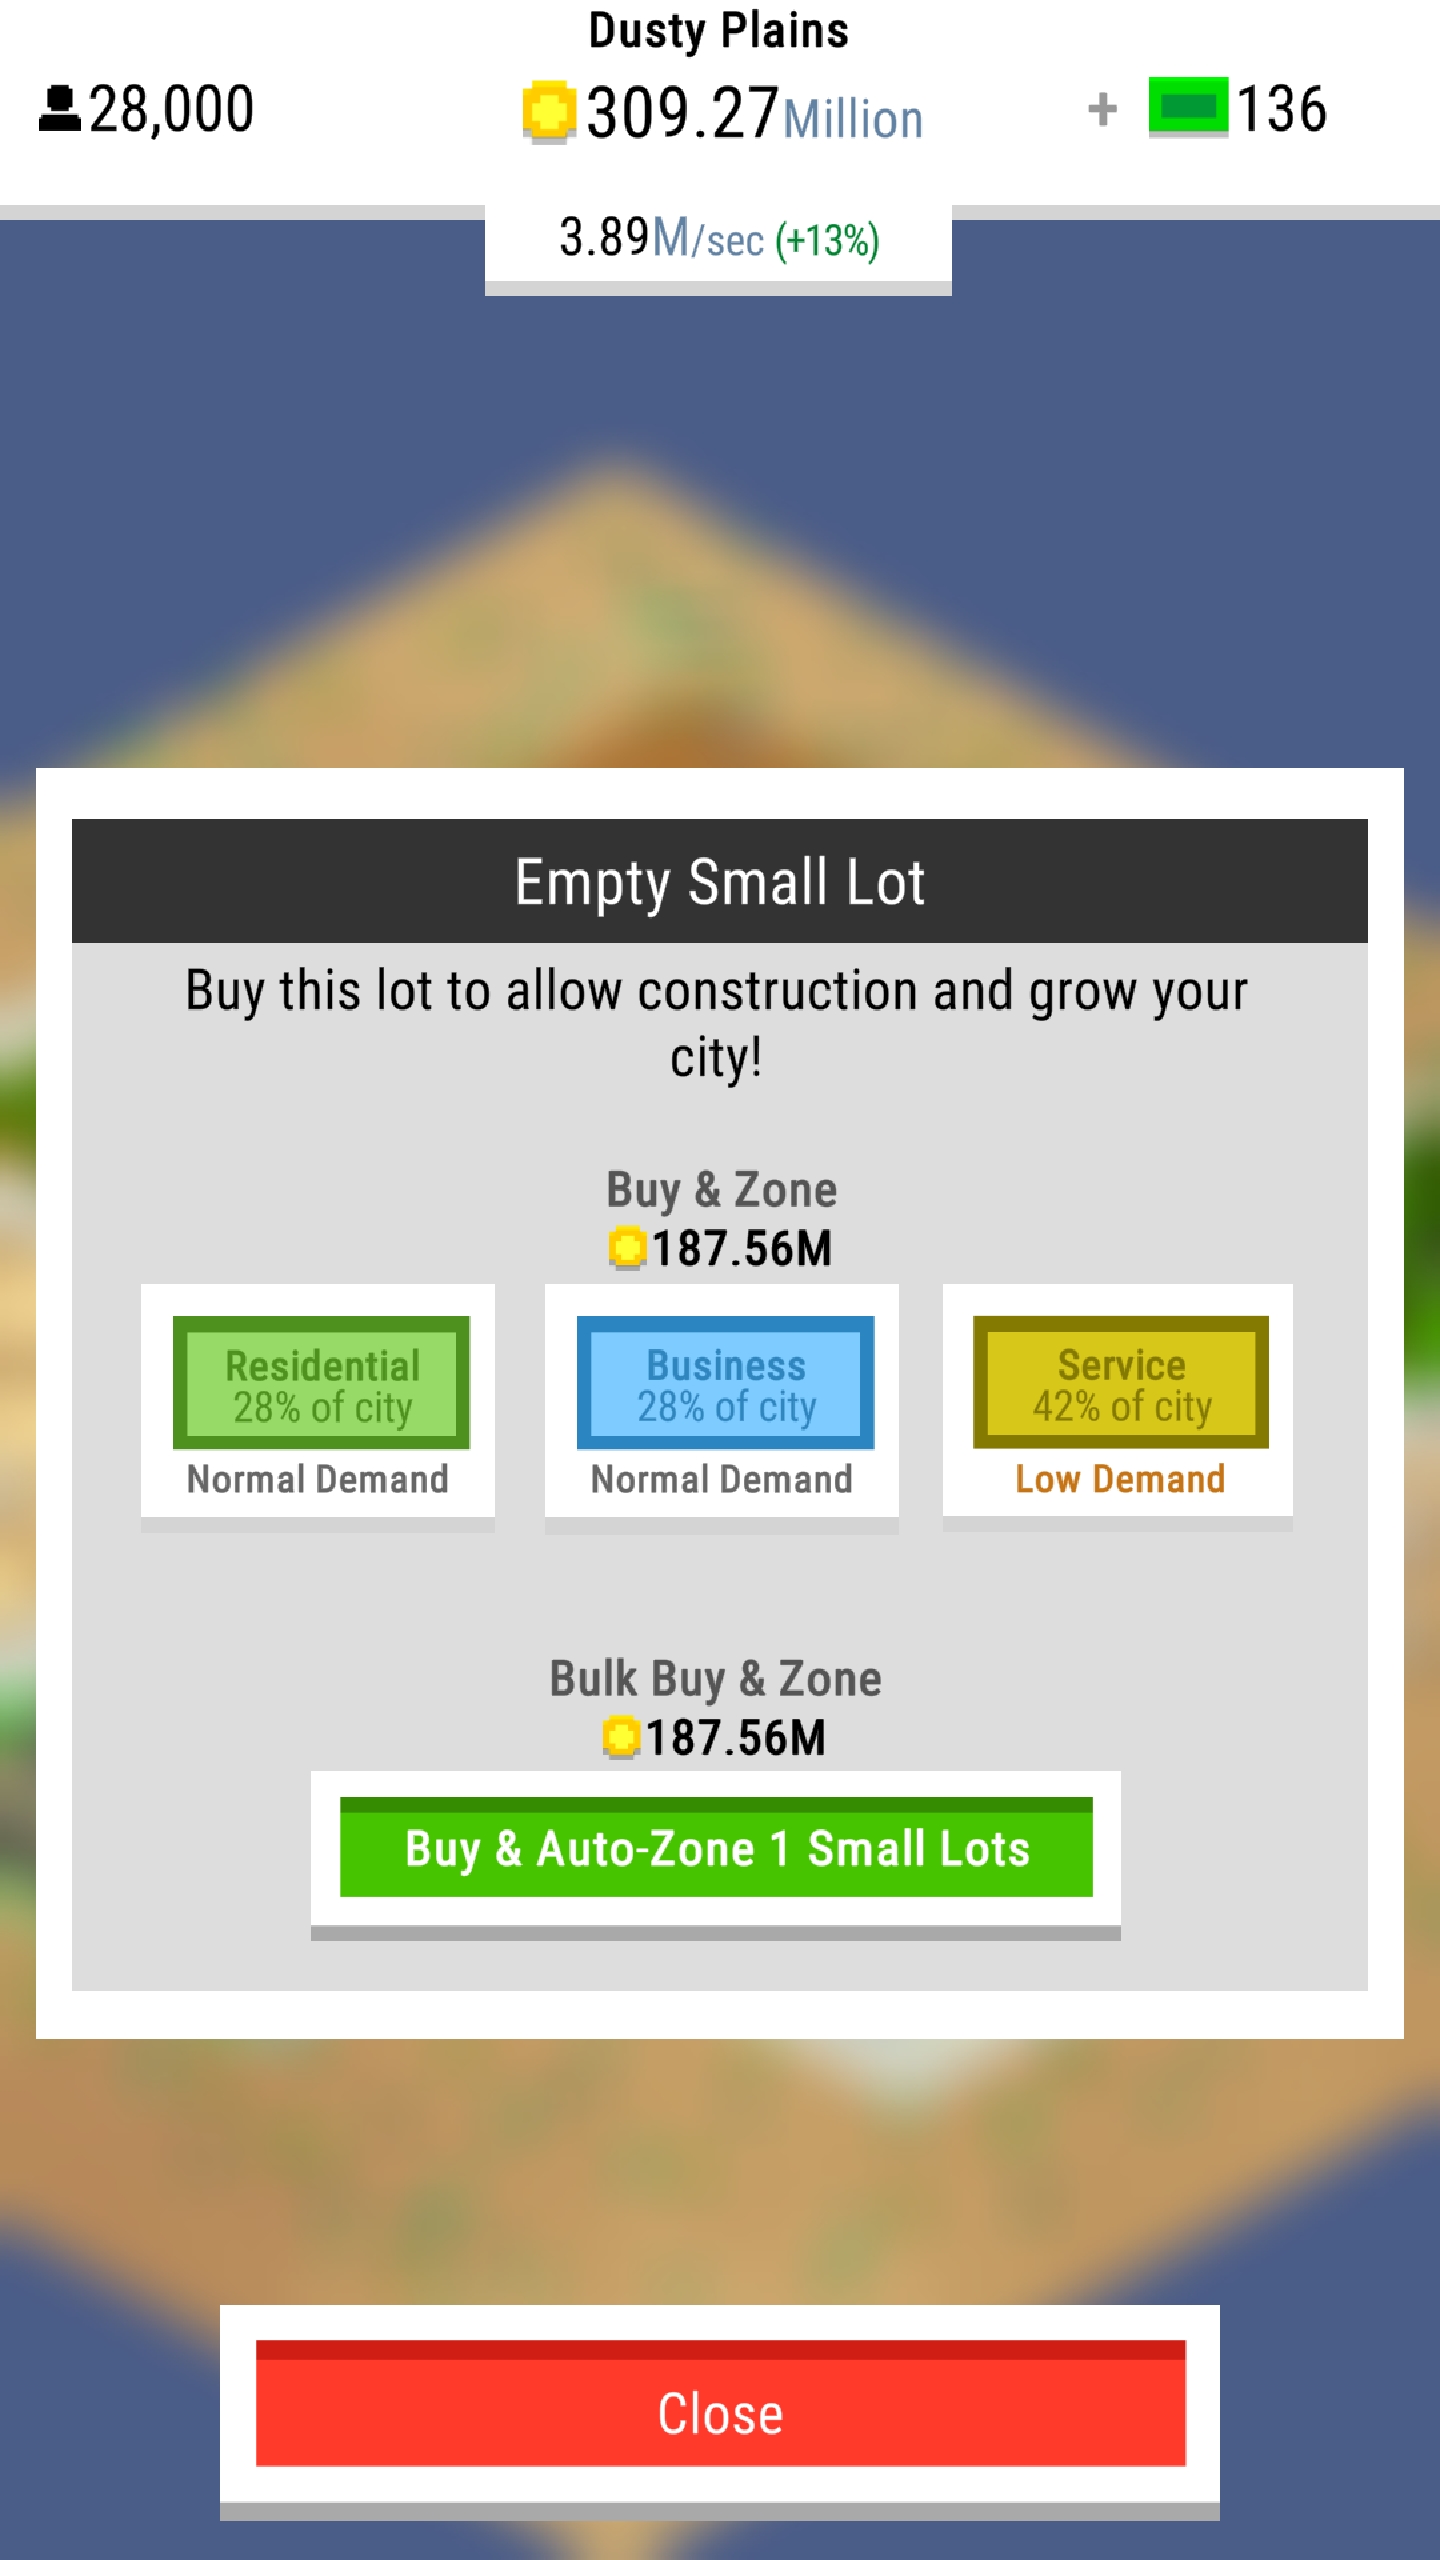 Dusty Plains
28,000
309.27Million
+ 136
3.89M/sec (+13%)
Empty Small Lot
Buy this lot to allow construction and grow your
city!
Buy & Zone
187.56M
Residential
28% of city
Normal Demand
Business
28% of city
Normal Demand
Service
42% of city
Low Demand
Bulk Buy & Zone
187.56M
Buy & Auto-Zone 1 Small Lots
Close